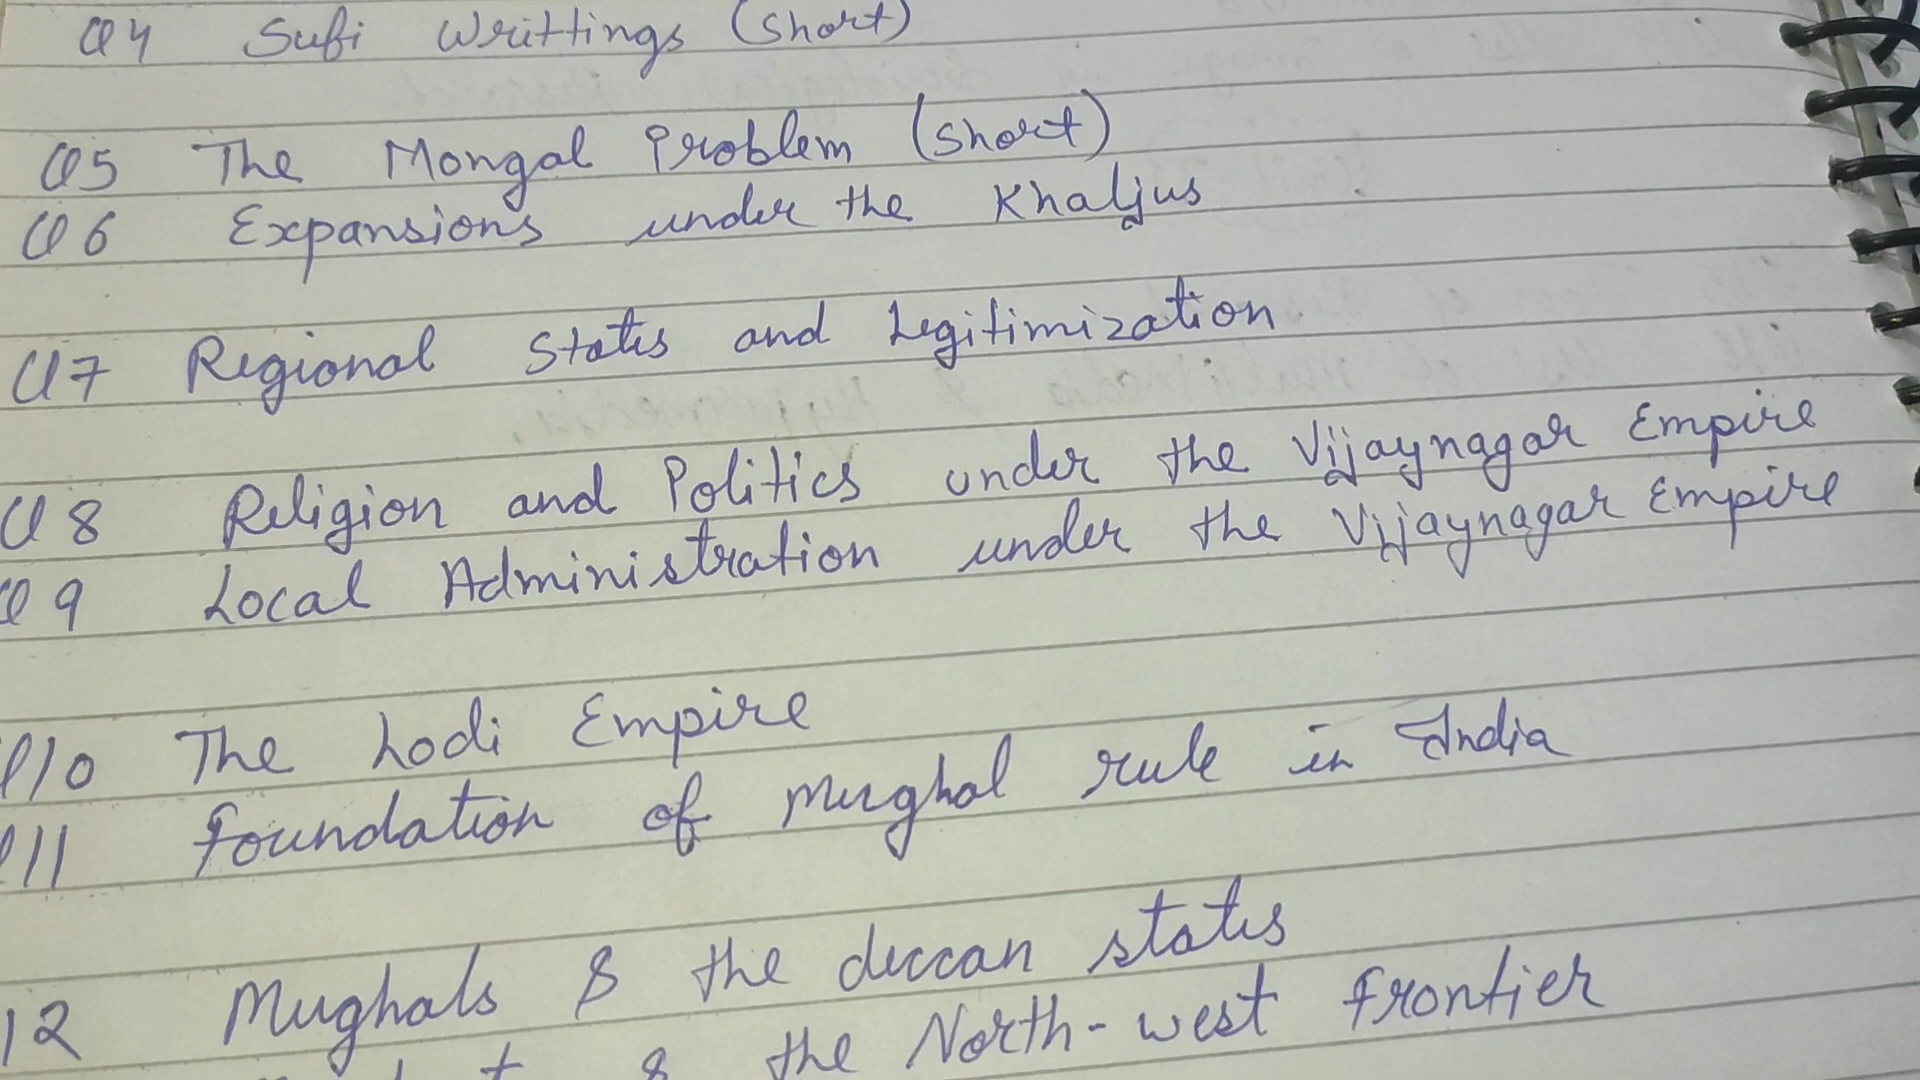 Q4 Sufi Writtings (Short)
Q5 The Mongal Problem (Short)
Q6 Expansions under the Khaljus
Q7 Regional States and Legitimization
Q8 Religion and Politics under the Vijaynagar Empire
Q9 Local Administration under the Vijaynagar Empire
Q10 The Lodi Empire
Q11 Foundation of Mughal rule in India
12 Mughals & the deccan states
& the North-west frontier